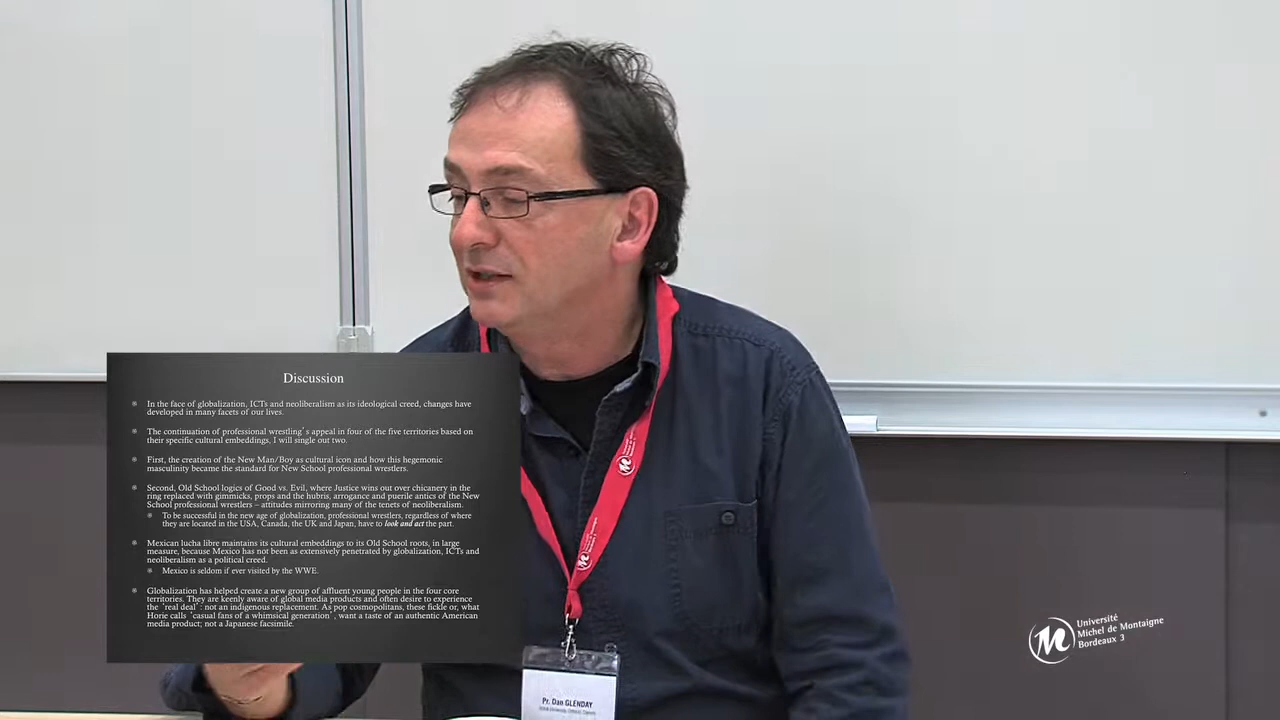 Discussion
In the face of globalization, ICTs and neoliberalism as its ideological creed, changes have
developed in many facets of our lives.
The continuation of professional wrestling's appeal in four of the five territories based on
their specific cultural embeddings, I will single out two.
First, the creation of the New Man/Boy as cultural icon and how this hegemonic
masculinity became the standard for New School professional wrestlers.
Second, Old School logics of Good vs. Evil, where Justice wins out over chicanery in the
ring replaced with gimmicks, props and the hubris, arrogance and puerile antics of the New
School professional wrestlers – attitudes mirroring many of the tenets of neoliberalism.
To be successful in the new age of globalization, professional wrestlers, regardless of where
they are located in the USA, Canada, the UK and Japan, have to look and act the part.
Mexican lucha libre maintains its cultural embeddings to its Old School roots, in large
measure, because Mexico has not been as extensively penetrated by globalization, ICTs and
neoliberalism as a political creed.
Mexico is seldom if ever visited by the WWE.
Globalization has helped create a new group of affluent young people in the four core
territories. They are keenly aware of global media products and often desire to experience
the 'real deal': not an indigenous replacement. As pop cosmopolitans, these fickle or, what
Horie calls 'casual fans of a whimsical generation', want a taste of an authentic American
media product; not a Japanese facsimile.
Pr. Dan GLENDAY
Université
Michel de Montaigne
Bordeaux 3